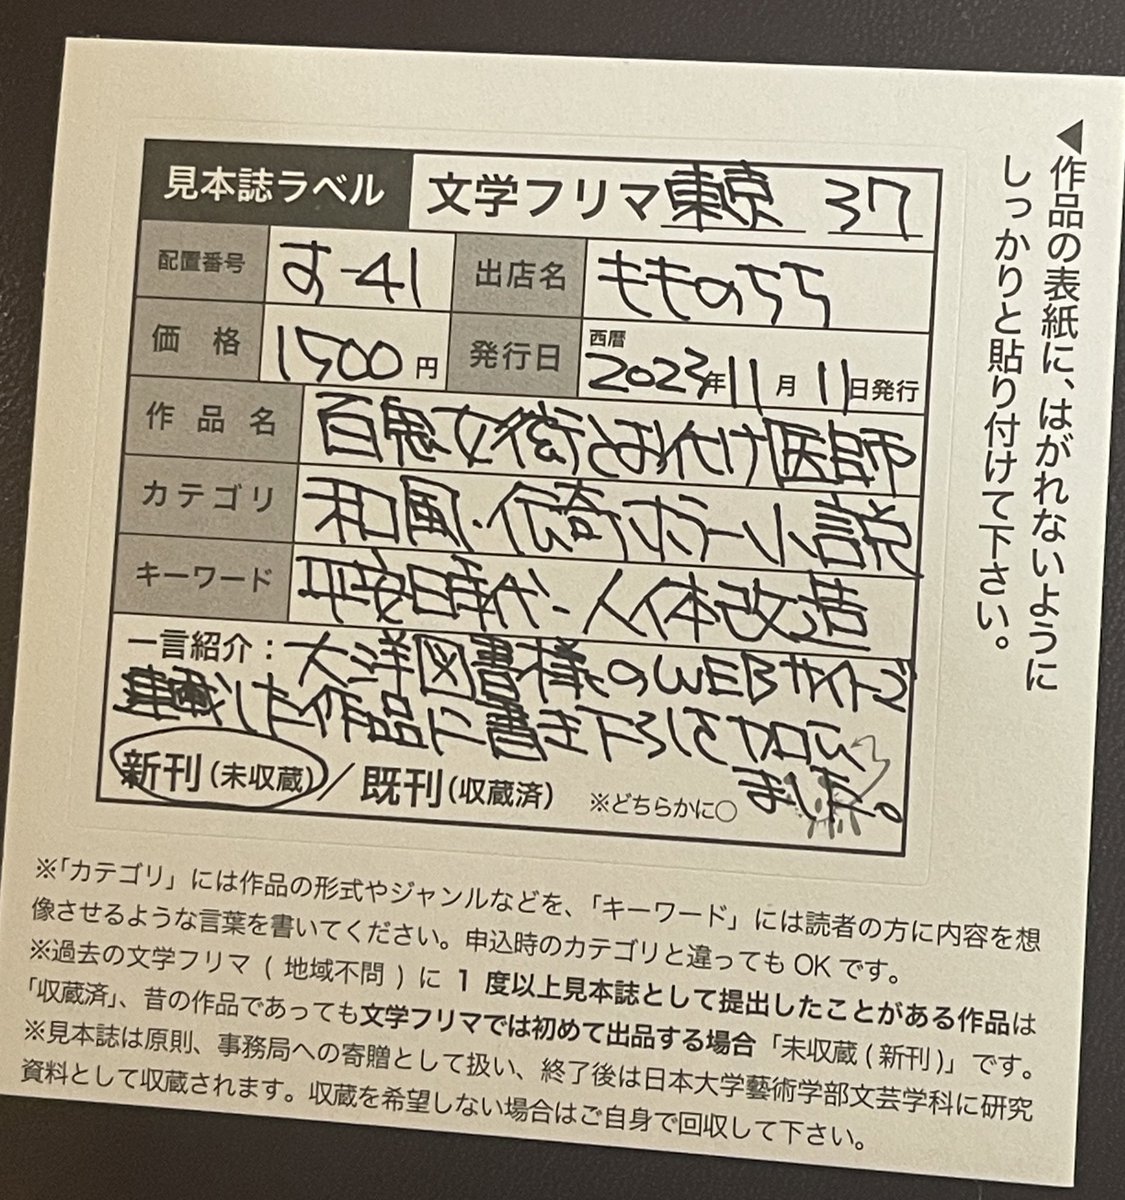 見本誌ラベル 文学フリマ東京 37
配置番号 す-41 出店名 もものちち
価格 1500円 発行日 西暦 2023年11月11日発行
作品名 百鬼女衒とお化け医師
カテゴリ 和風・伝奇ホラー小説
キーワード 平安時代・人体改造
一言紹介：大洋図書様のWEBサイトで
連載した作品に書き下ろしを加え
ました。
新刊(未収蔵)/既刊(収蔵済) ※どちらかに○
◀作品の表紙に、はがれないように
しっかりと貼り付けて下さい。
※「カテゴリ」には作品の形式やジャンルなどを、「キーワード」には読者の方に内容を想
像させるような言葉を書いてください。申込時のカテゴリと違ってもOKです。
※過去の文学フリマ(地域不問)に1度以上見本誌として提出したことがある作品は
「収蔵済」、昔の作品であっても文学フリマでは初めて出品する場合「未収蔵(新刊)」です。
※見本誌は原則、事務局への寄贈として扱い、終了後は日本大学藝術学部文芸学科に研究
資料として収蔵されます。収蔵を希望しない場合はご自身で回収して下さい。